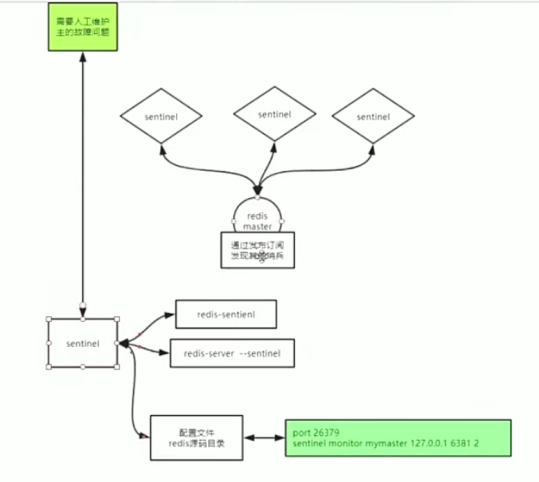 需要人工维护
主的故障问题
sentinel
sentinel
sentinel
redis
master
通过发布订阅
发现其他哨兵
sentinel
redis-sentienl
redis-server --sentinel
配置文件
redis源码目录
port 26379
sentinel monitor mymaster 127.0.0.1 6381 2